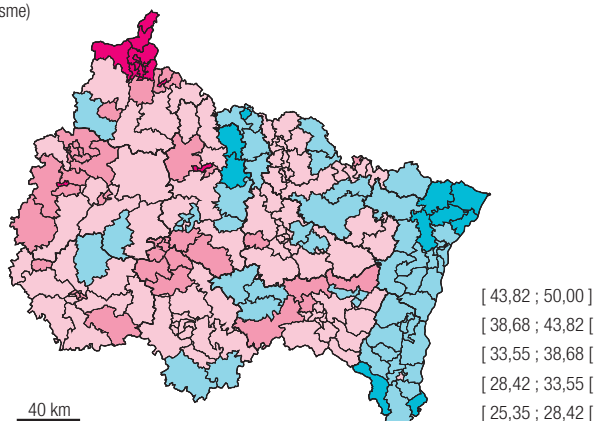 sme)
[ 43,82 ; 50,00 ]
[ 38,68 ; 43,82 [
[ 33,55 ; 38,68 [
[ 28,42 ; 33,55 [
[ 25,35 ; 28,42 [
40 km